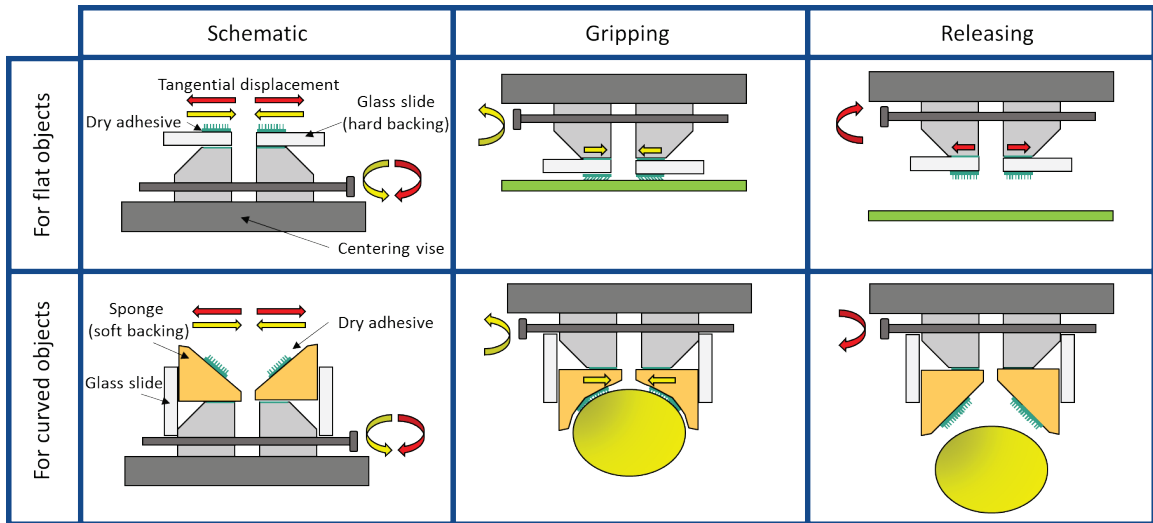 Schematic
Gripping
Releasing
For flat objects
Tangential displacement
Dry adhesive
Glass slide
(hard backing)
Centering vise
For curved objects
Sponge
(soft backing)
Dry adhesive
Glass slide